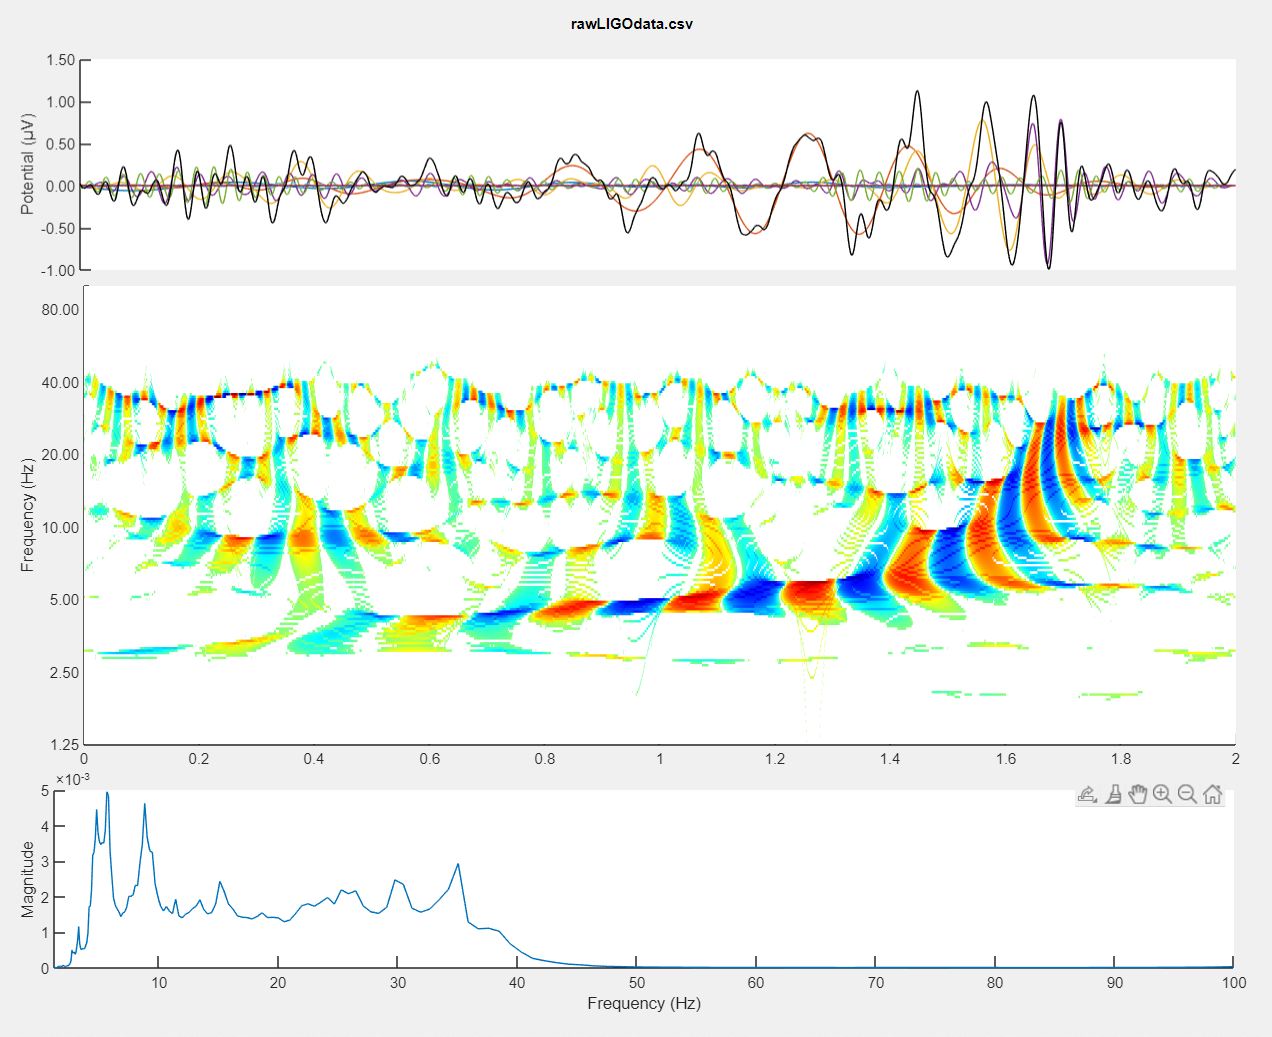 rawLIGOdata.csv
1.50
1.00
0.50
0.00
-0.50
-1.00
Potential (µV)
80.00
40.00
20.00
10.00
5.00
2.50
1.25
Frequency (Hz)
0 0.2 0.4 0.6 0.8 1 1.2 1.4 1.6 1.8 2
×10-3
5
4
3
2
1
0
Magnitude
10 20 30 40 50 60 70 80 90 100
Frequency (Hz)